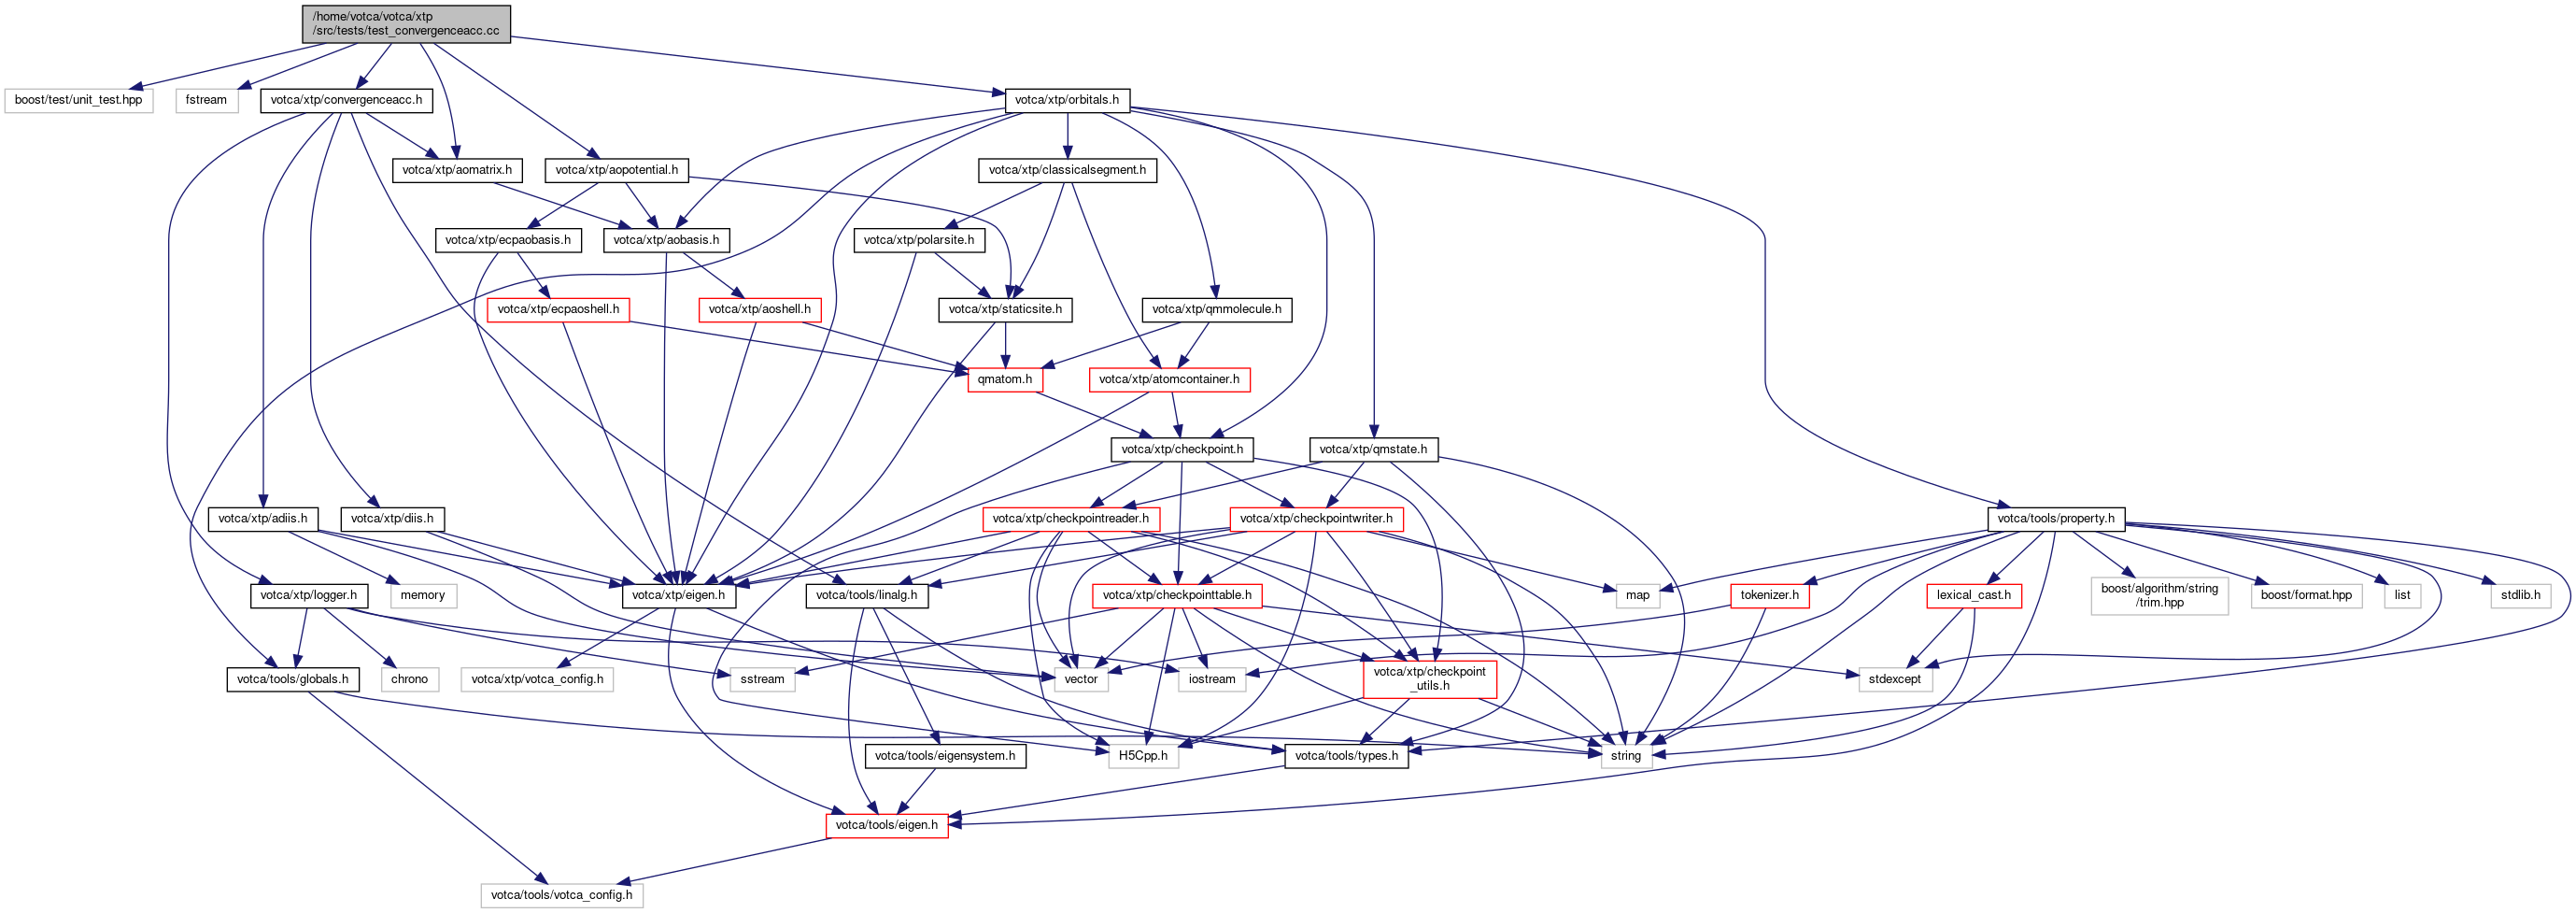 /home/votca/votca/xtp
/src/tests/test_convergenceacc.cc
boost/test/unit_test.hpp
fstream
votca/xtp/convergenceacc.h
votca/xtp/orbitals.h
votca/xtp/aomatrix.h
votca/xtp/aopotential.h
votca/xtp/classicalsegment.h
votca/xtp/ecpaobasis.h
votca/xtp/aobasis.h
votca/xtp/polarsite.h
votca/xtp/ecpaoshell.h
votca/xtp/aoshell.h
votca/xtp/staticsite.h
votca/xtp/qmmolecule.h
qmatom.h
votca/xtp/atomcontainer.h
votca/xtp/checkpoint.h
votca/xtp/qmstate.h
votca/xtp/adiis.h
votca/xtp/diis.h
votca/xtp/checkpointreader.h
votca/xtp/checkpointwriter.h
votca/tools/property.h
votca/xtp/logger.h
memory
votca/xtp/eigen.h
votca/tools/linalg.h
votca/xtp/checkpointtable.h
map
tokenizer.h
lexical_cast.h
boost/algorithm/string
/trim.hpp
boost/format.hpp
list
stdlib.h
votca/tools/globals.h
chrono
votca/xtp/votca_config.h
sstream
vector
iostream
votca/xtp/checkpoint
_utils.h
stdexcept
votca/tools/eigensystem.h
H5Cpp.h
votca/tools/types.h
string
votca/tools/eigen.h
votca/tools/votca_config.h